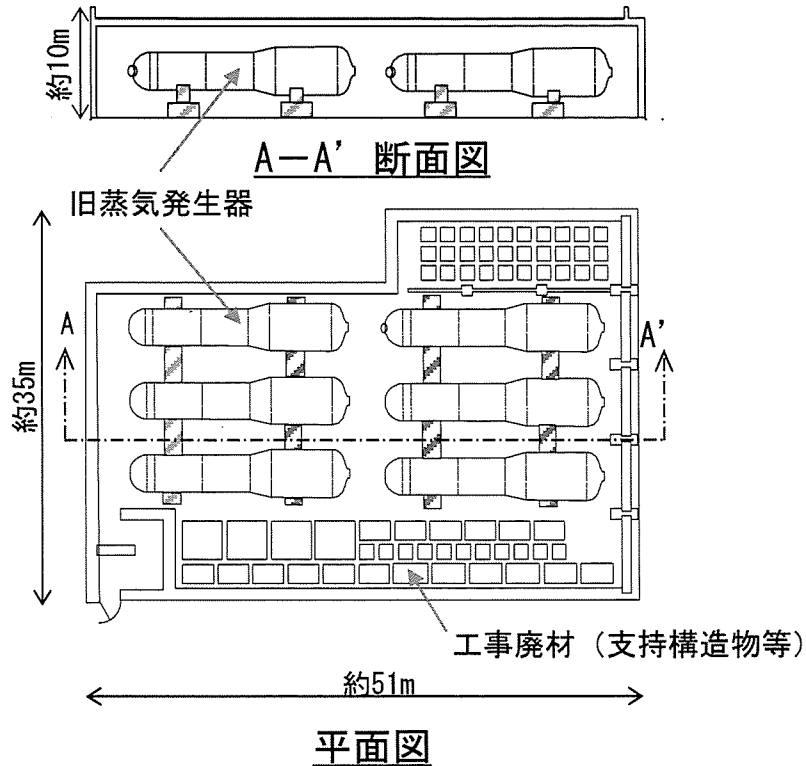 約10m
A－A’ 断面図
旧蒸気発生器
A
A’
約35m
工事廃材（支持構造物等）
約51m
平面図